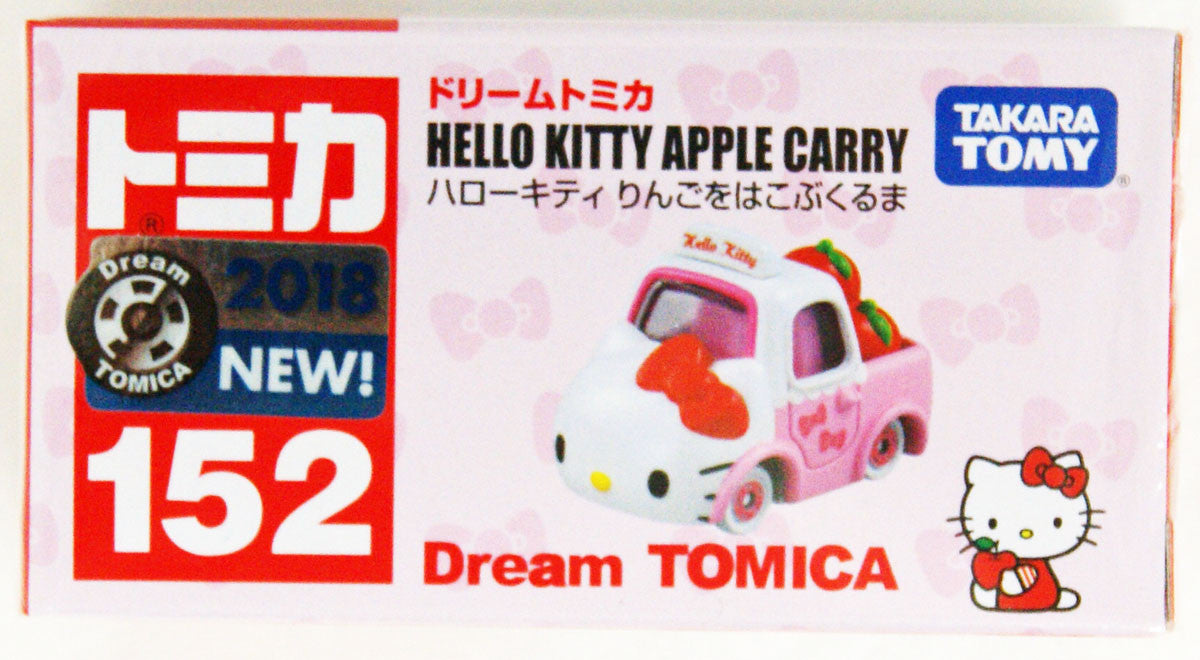 トミカ
®
Dream
TOMICA
2018
NEW!
152
ドリームトミカ
HELLO KITTY APPLE CARRY
ハローキティ りんごをはこぶくるま
TAKARA
TOMY
®
Hello Kitty
Dream TOMICA